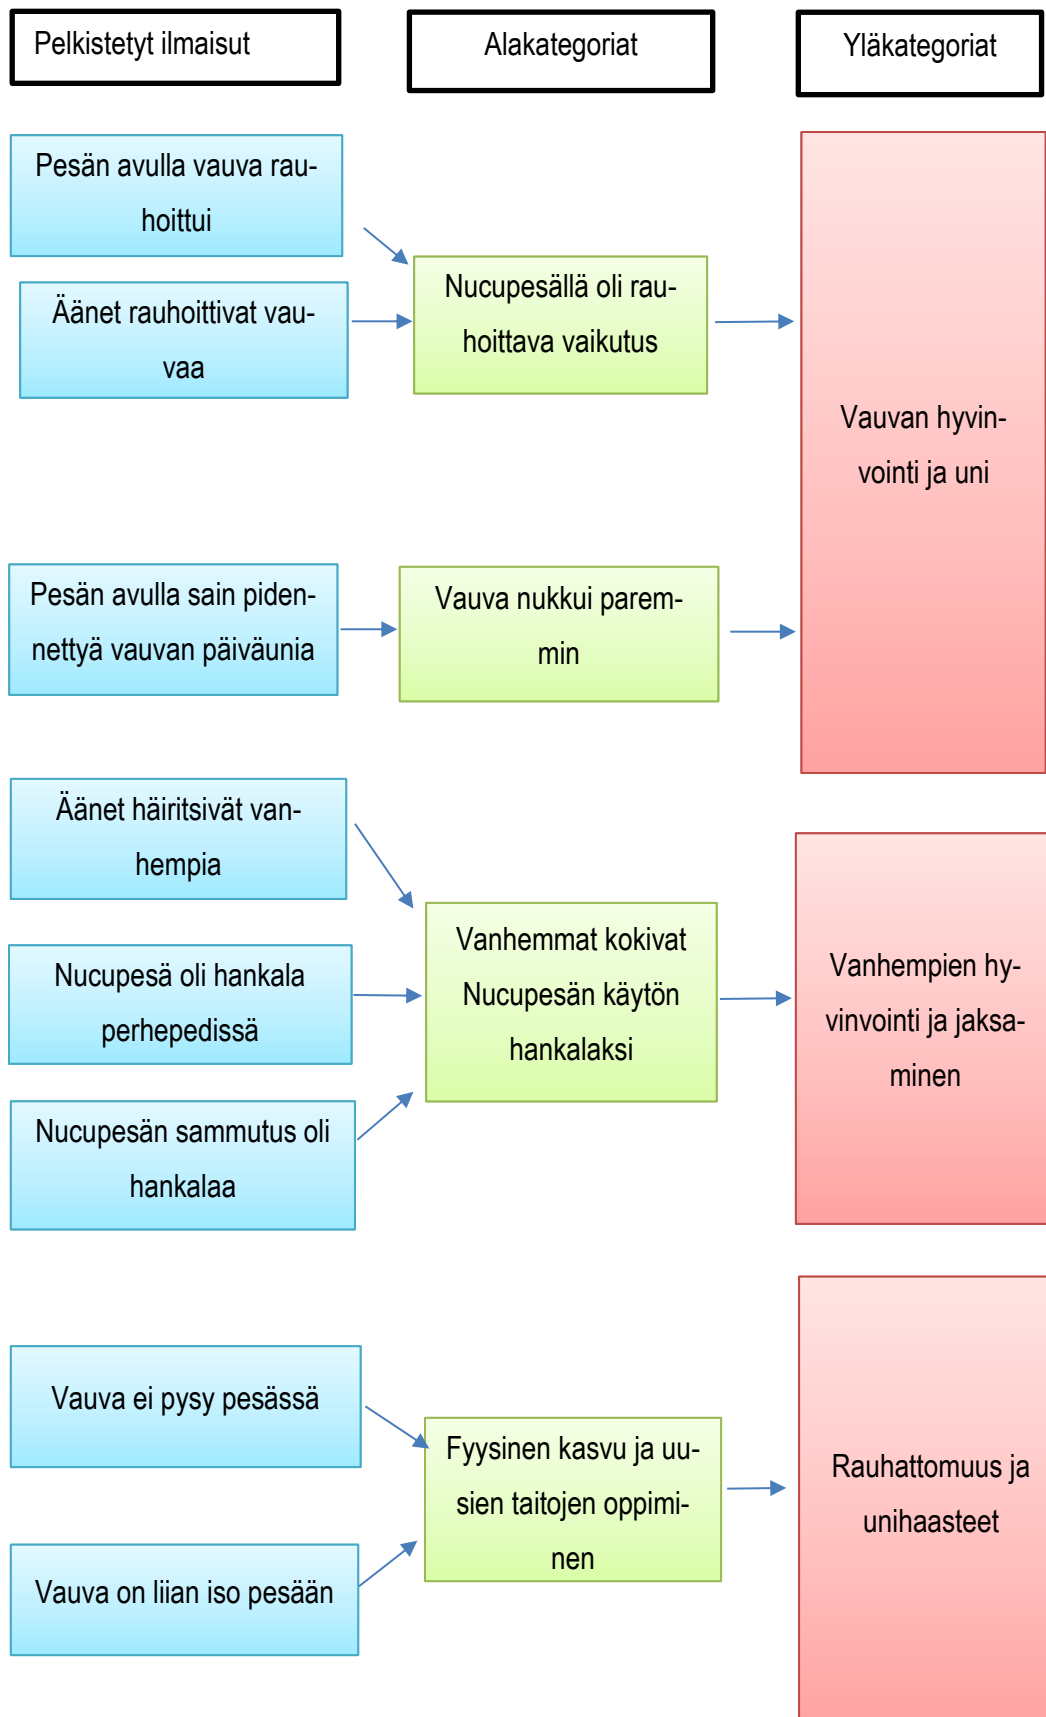 Pelkistetyt ilmaisut
Alakategoriat
Yläkategoriat
Pesän avulla vauva rau-
hoittui
Äänet rauhoittivat vau-
vaa
Nucupesällä oli rau-
hoittava vaikutus
Vauvan hyvin-
vointi ja uni
Pesän avulla sain piden-
nettyä vauvan päiväunia
Vauva nukkui parem-
min
Äänet häiritsivät van-
hempia
Nucupesä oli hankala
perhepedissä
Nucupesän sammutus oli
hankalaa
Vanhemmat kokivat
Nucupesän käytön
hankalaksi
Vanhempien hy-
vinvointi ja jaksa-
minen
Vauva ei pysy pesässä
Vauva on liian iso pesään
Fyysinen kasvu ja uu-
sien taitojen oppimi-
nen
Rauhattomuus ja
unihaasteet